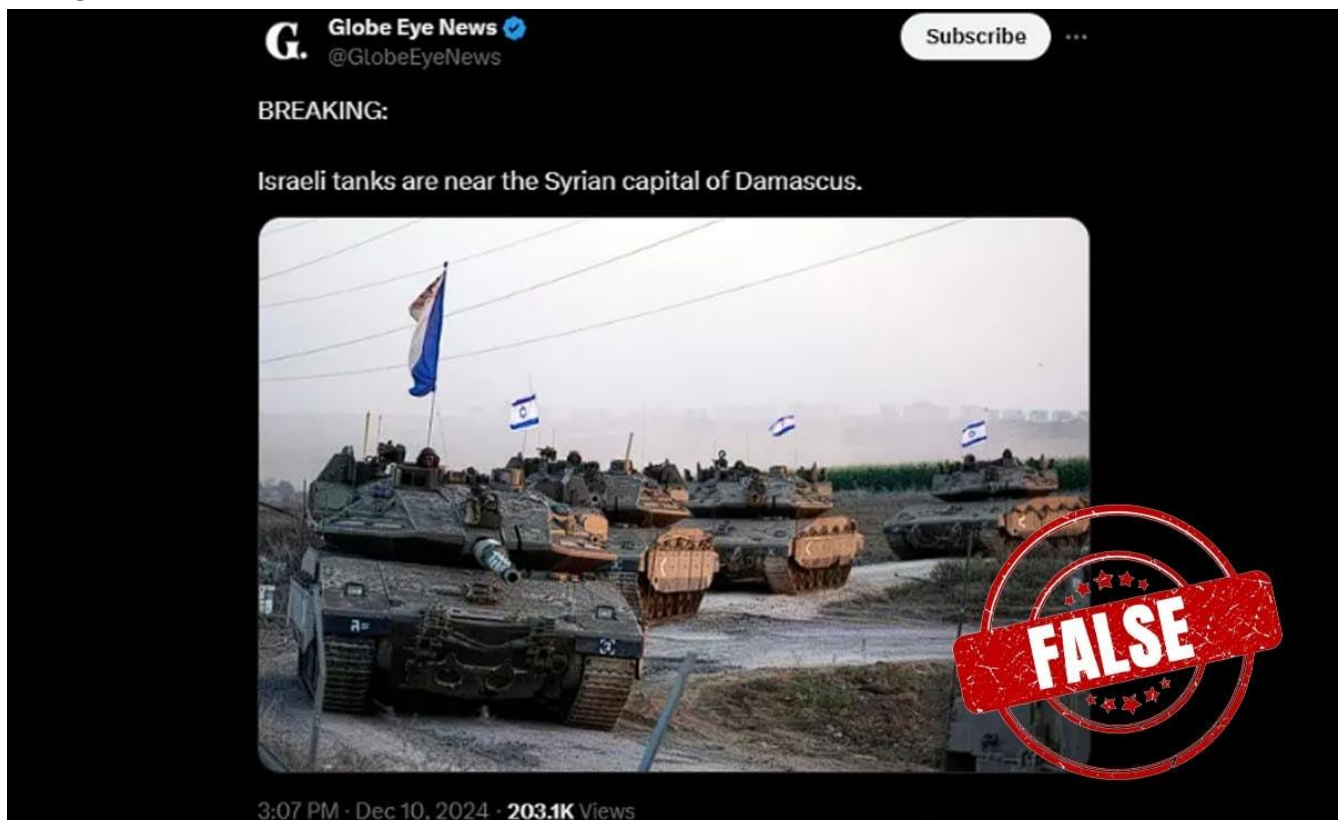 G.
Globe Eye News
@GlobeEyeNews
Subscribe
BREAKING:
Israeli tanks are near the Syrian capital of Damascus.
FALSE
3:07 PM · Dec 10, 2024 · 203.1K Views